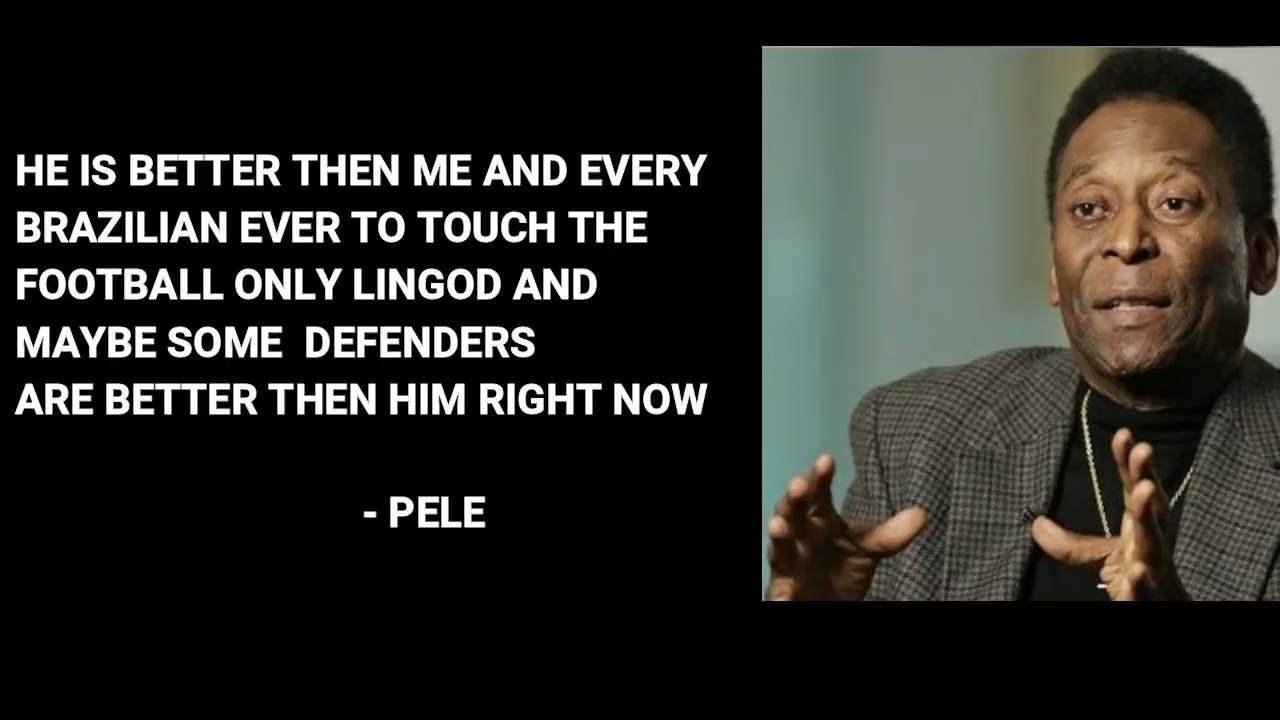 HE IS BETTER THEN ME AND EVERY
BRAZILIAN EVER TO TOUCH THE
FOOTBALL ONLY LINGOD AND
MAYBE SOME  DEFENDERS
ARE BETTER THEN HIM RIGHT NOW
- PELE